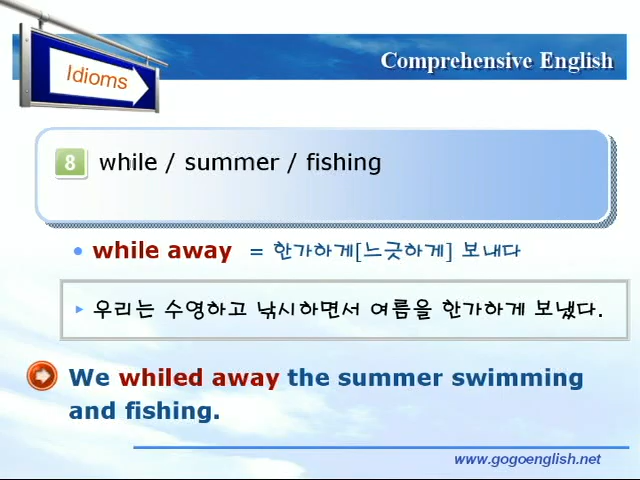 Idioms
Comprehensive English
8 while / summer / fishing
• while away = 한가하게[느긋하게] 보내다
▸ 우리는 수영하고 낚시하면서 여름을 한가하게 보냈다.
We whiled away the summer swimming
and fishing.
www.gogoenglish.net